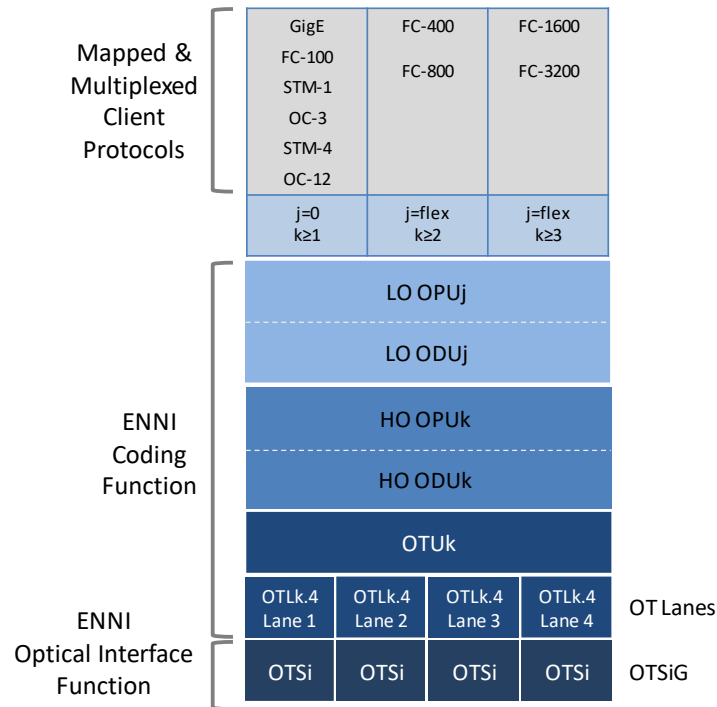 Mapped &
Multiplexed
Client
Protocols
GigE
FC-100
STM-1
OC-3
STM-4
OC-12
FC-400
FC-800
FC-1600
FC-3200
j=0
k≥1
j=flex
k≥2
j=flex
k≥3
ENNI
Coding
Function
LO OPUj
LO ODUj
HO OPUk
HO ODUk
OTUk
OTLk.4
Lane 1
OTLk.4
Lane 2
OTLk.4
Lane 3
OTLk.4
Lane 4
OT Lanes
ENNI
Optical Interface
Function
OTSi
OTSi
OTSi
OTSi
OTSiG